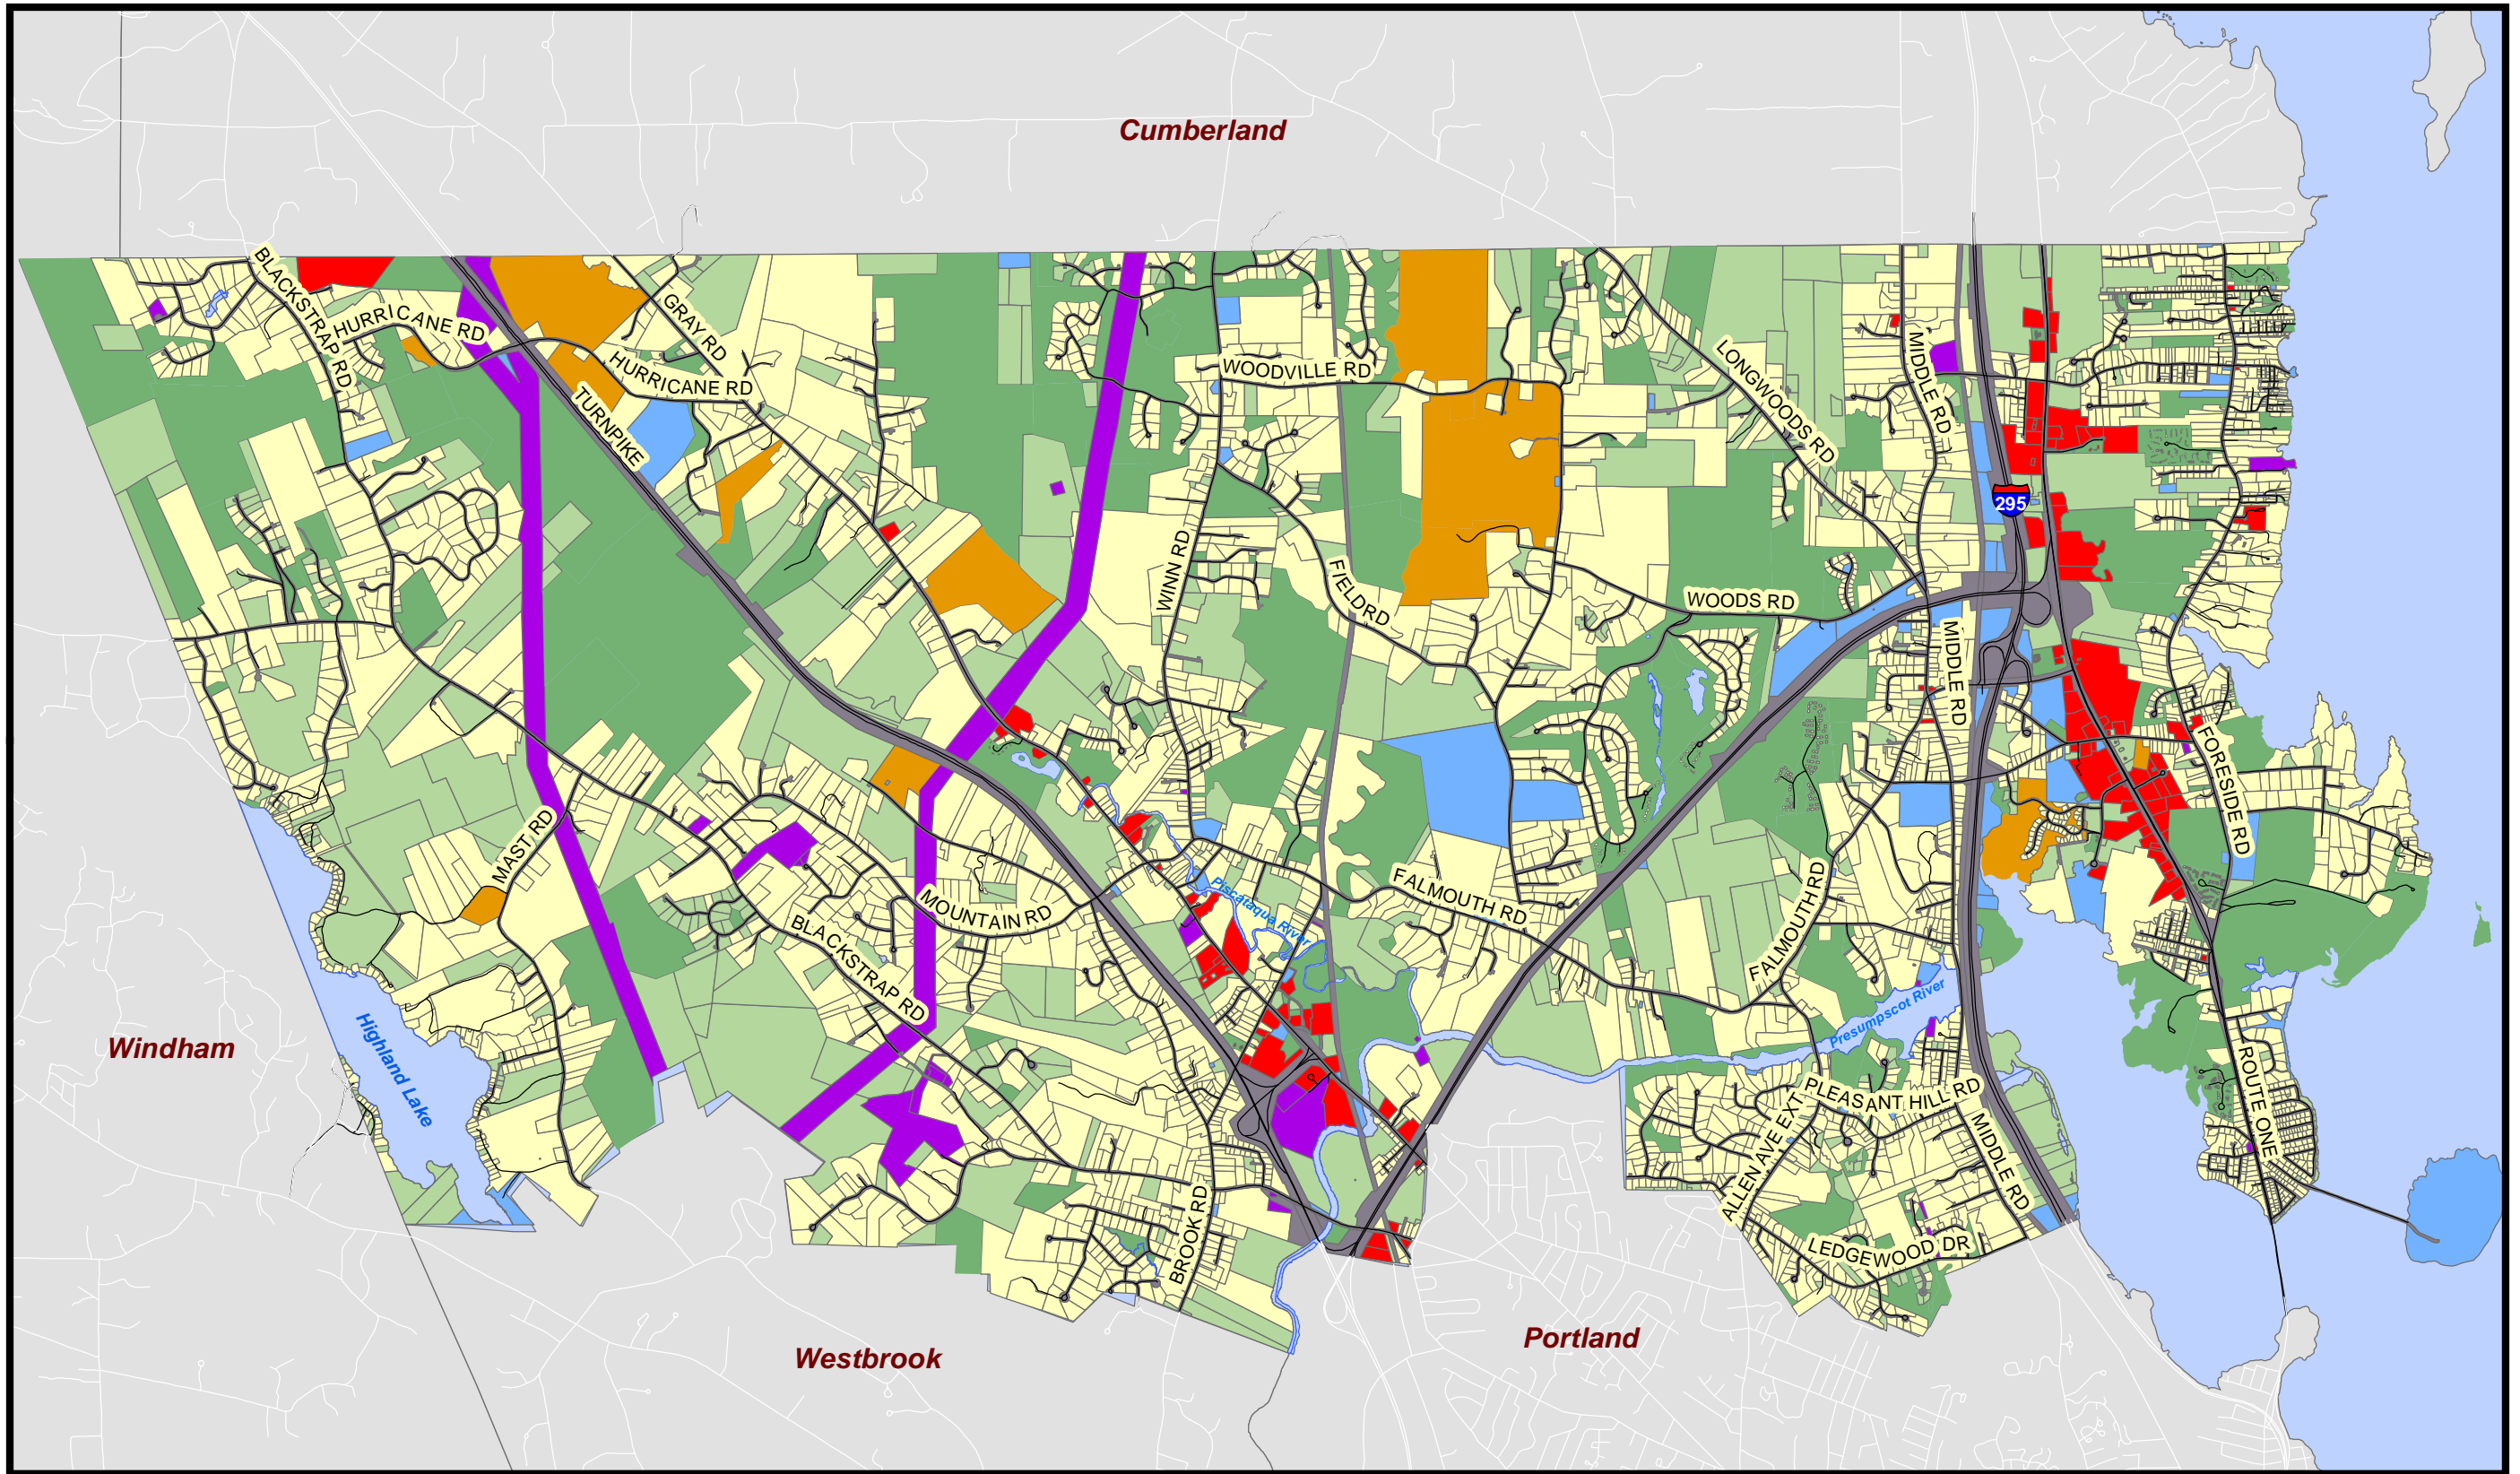 Cumberland
BLACKSTRAP RD
HURRICANE RD
GRAY RD
HURRICANE RD
TURNPIKE
WOODVILLE RD
LONGWOODS RD
MIDDLE RD
295
WINN RD
FIELD RD
WOODS RD
MIDDLE RD
FORESIDE RD
MAST RD
MOUNTAIN RD
BLACKSTRAP RD
Piscataqua River
FALMOUTH RD
FALMOUTH RD
Presumpscot River
Windham
Highland Lake
PLEASANT HILL RD
ALLEN AVE EXT
MIDDLE RD
ROUTE ONE
BROOK RD
LEDGEWOOD DR
Westbrook
Portland